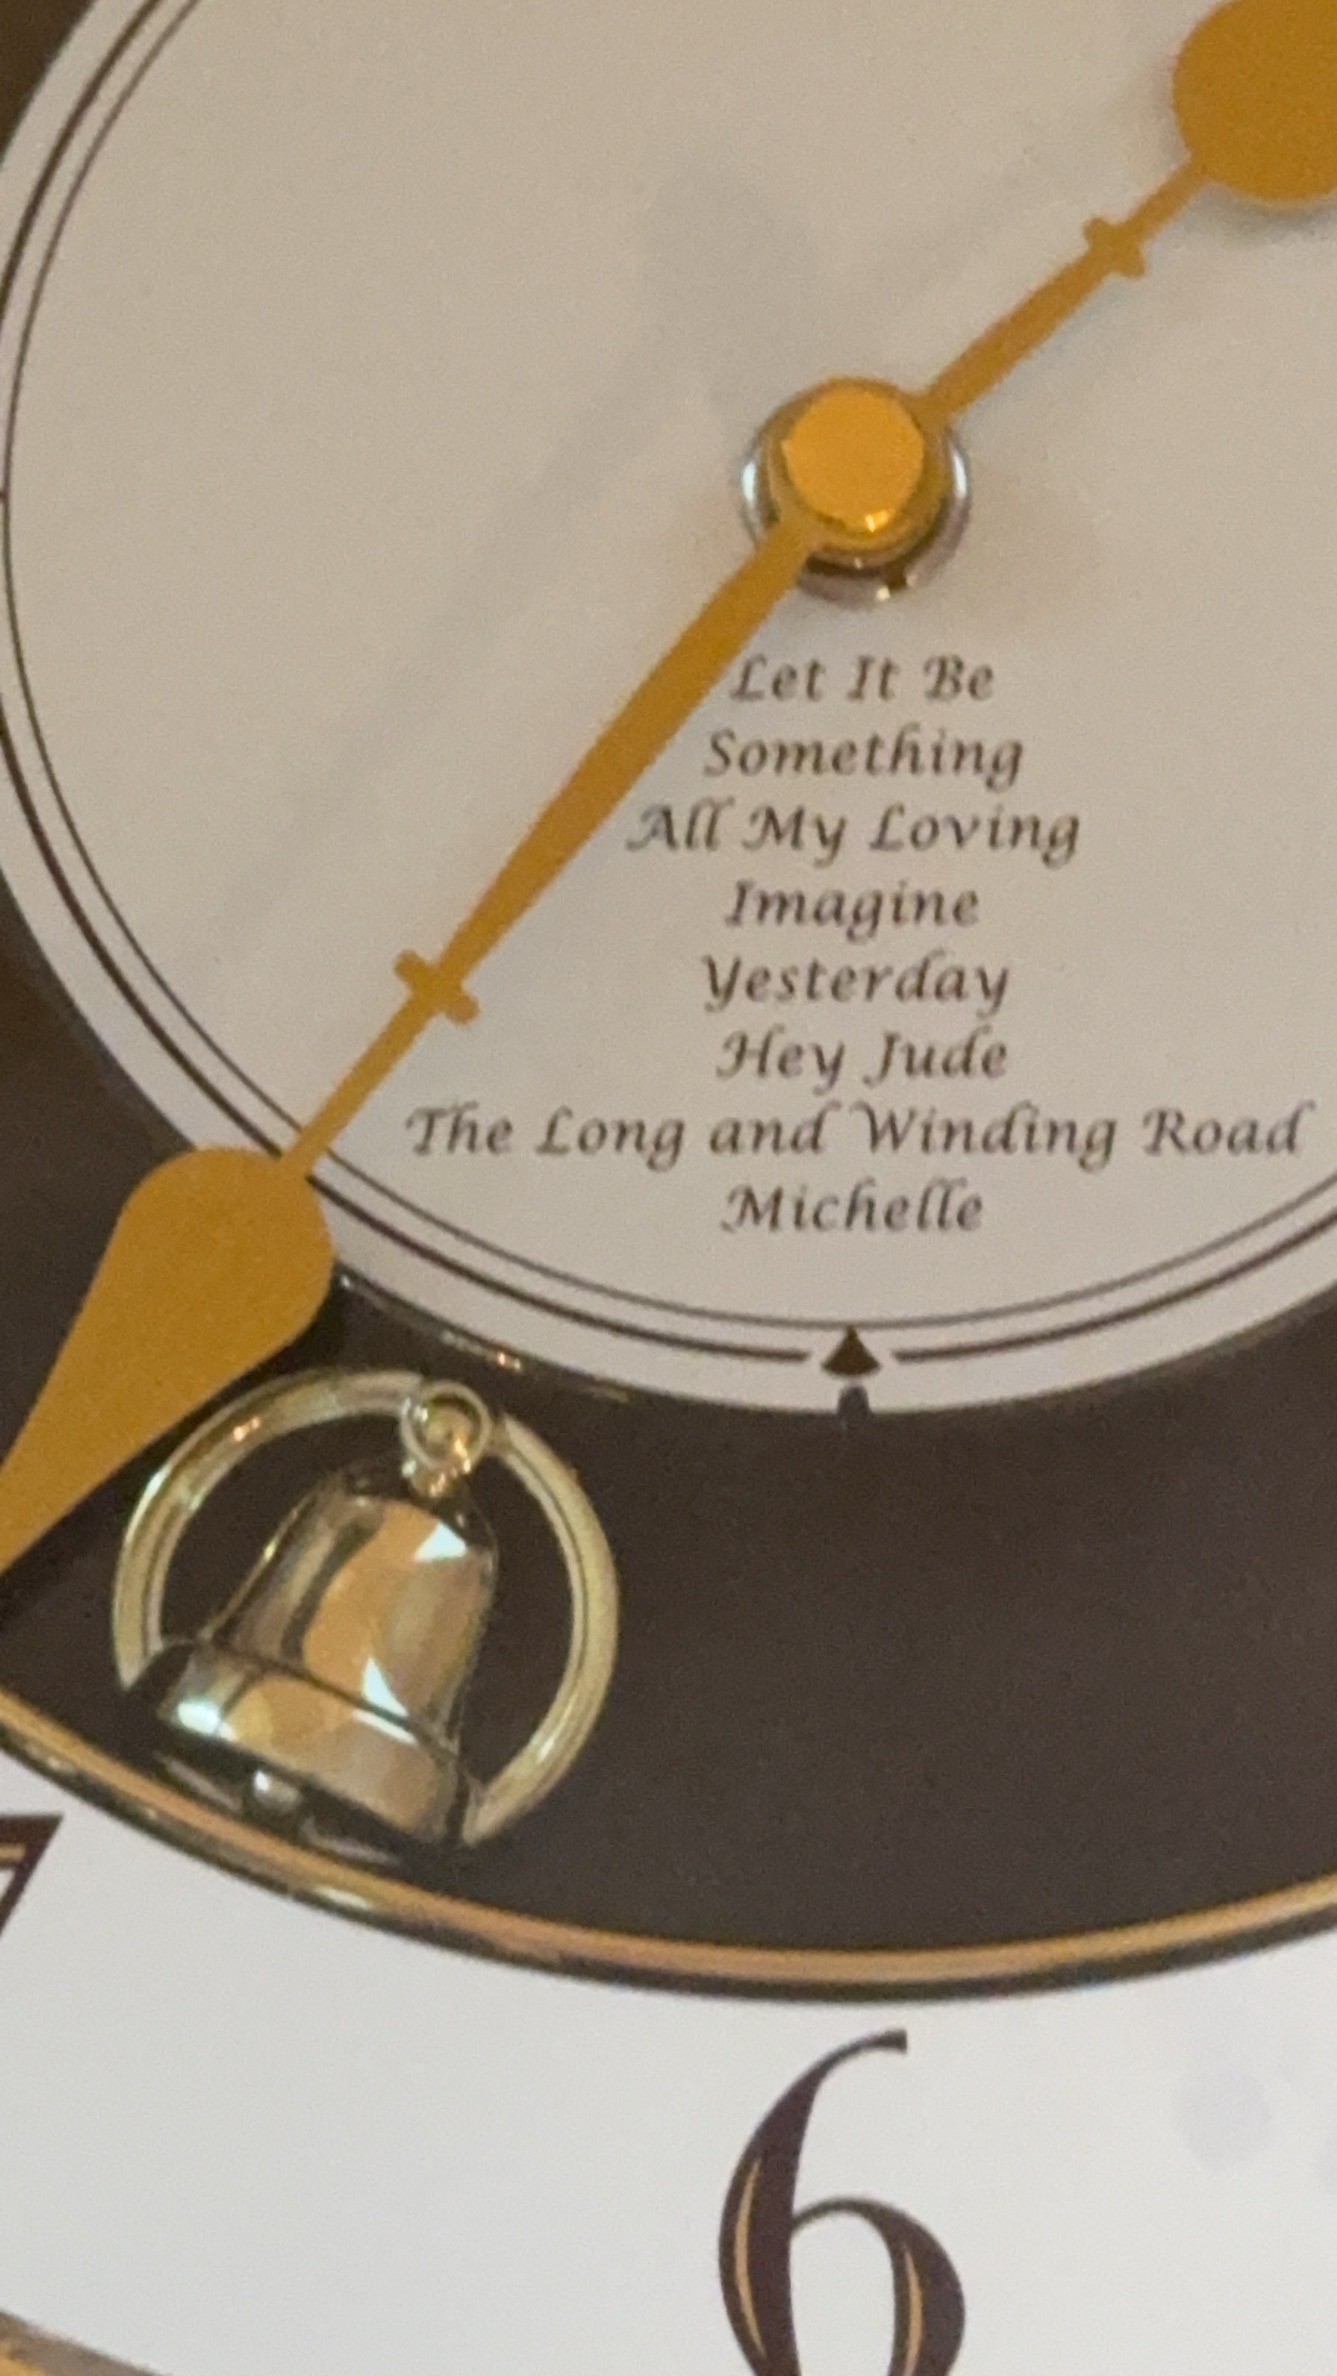 Let It Be
Something
All My Loving
Imagine
Yesterday
Hey Jude
The Long and Winding Road
Michelle
6